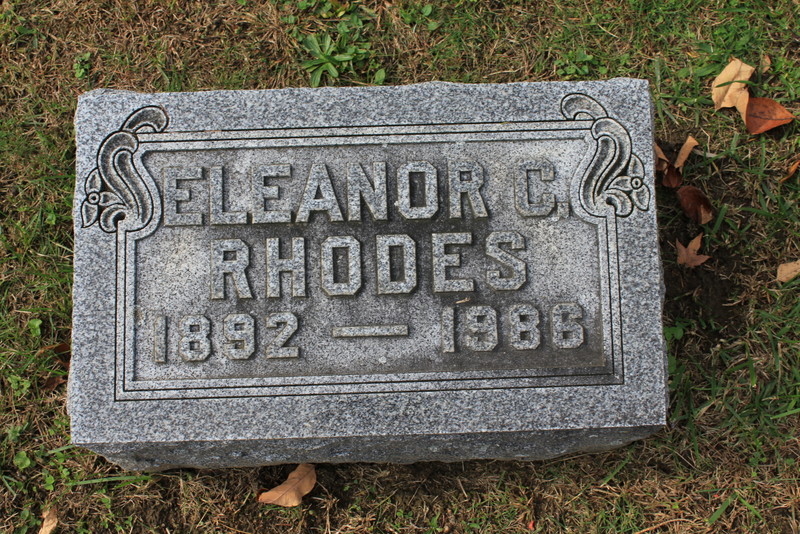 ELEANOR C.
RHODES
1892 — 1986